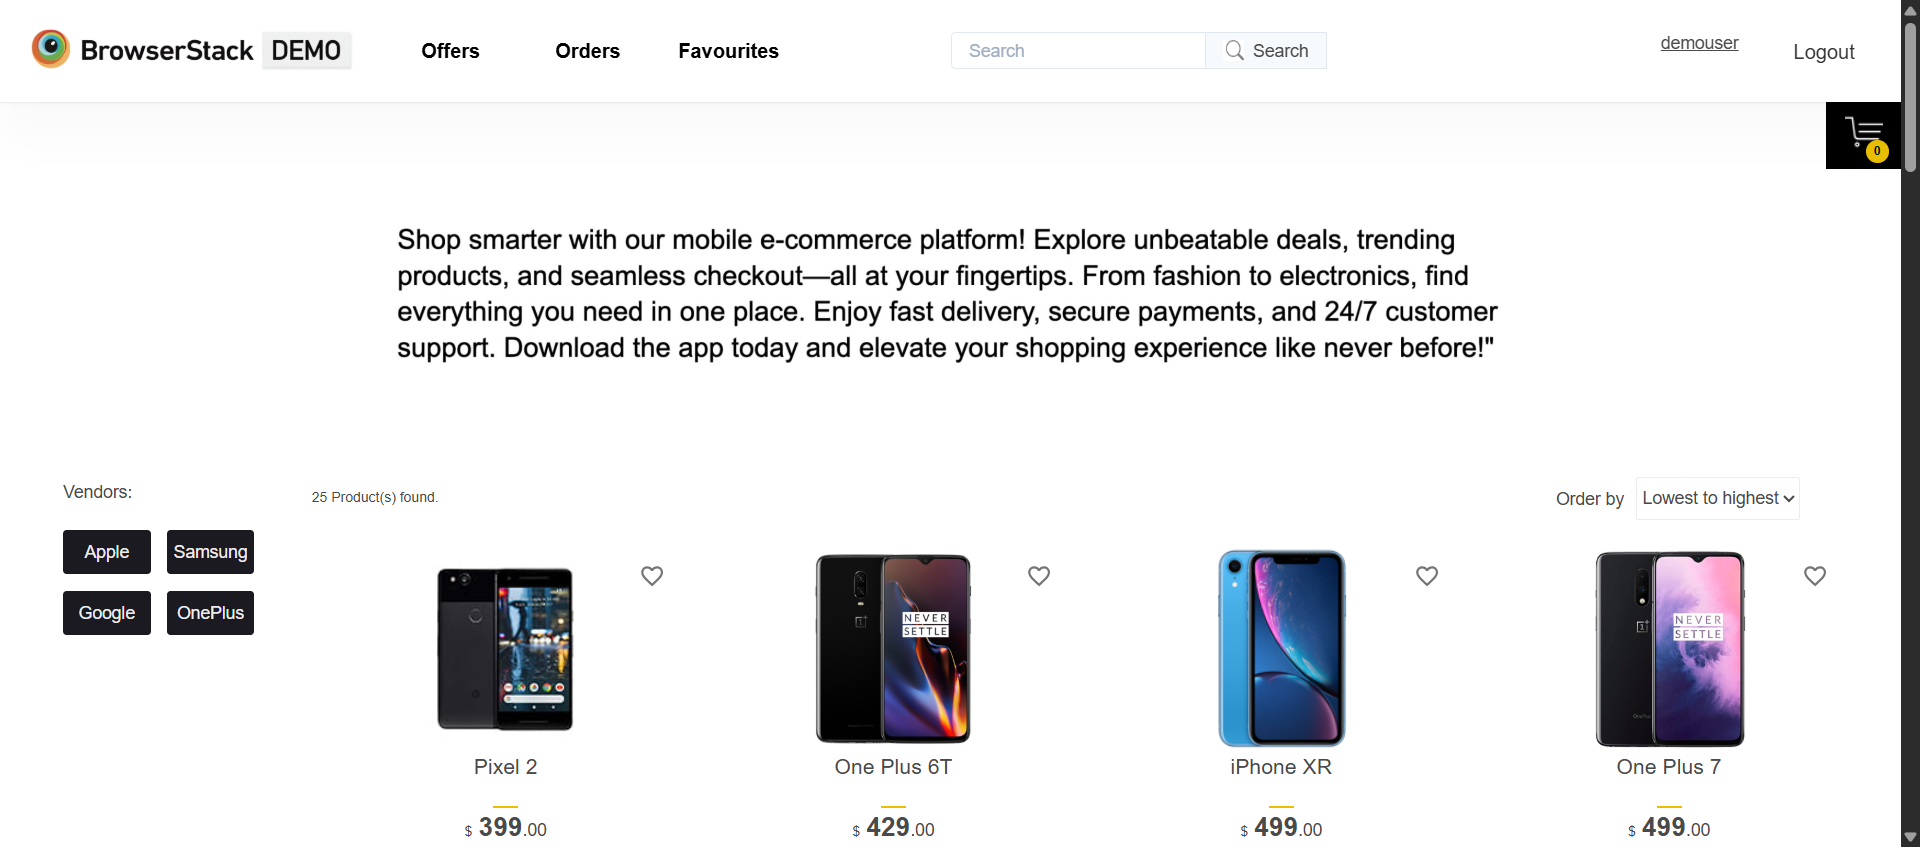 BrowserStack DEMO
Offers
Orders
Favourites
Search
Search
demouser
Logout
0
Shop smarter with our mobile e-commerce platform! Explore unbeatable deals, trending
products, and seamless checkout—all at your fingertips. From fashion to electronics, find
everything you need in one place. Enjoy fast delivery, secure payments, and 24/7 customer
support. Download the app today and elevate your shopping experience like never before!"
Vendors:
25 Product(s) found.
Order by
Lowest to highest
Apple
Samsung
Google
OnePlus
NEVER
SETTLE
NEVER
SETTLE
Pixel 2
One Plus 6T
iPhone XR
One Plus 7
$ 399.00
$ 429.00
$ 499.00
$ 499.00